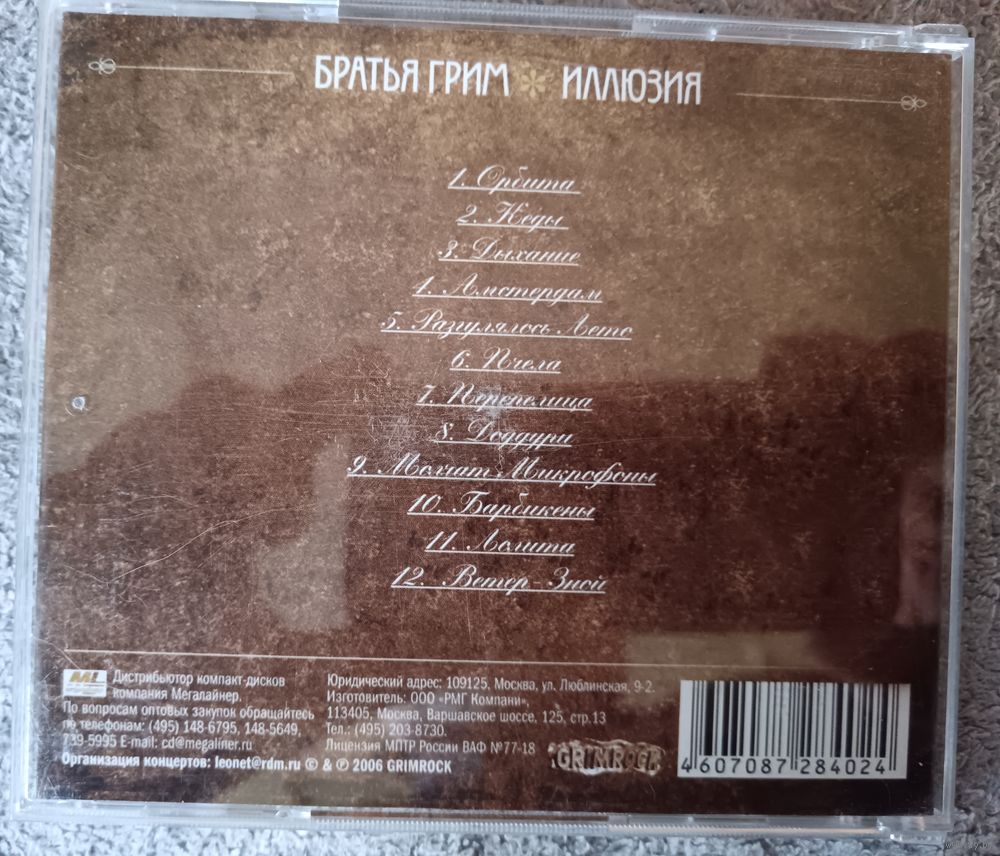 БРАТЬЯ ГРИМ ИЛЛЮЗИЯ
1. Орбита
2. Кеды
3. Дыхание
4. Амстердам
5. Разгулялось Лето
6. Пчела
7. Перепелица
8. Доддури
9. Молчат Микрофоны
10. Барбикены
11. Лолита
12. Ветер-Зной
Дистрибьютор компакт-дисков
компания Мегалайнер.
По вопросам оптовых закупок обращайтесь
по телефонам: (495) 148-6795, 148-5649,
739-5995 E-mail: cd@megaliner.ru
Организация концертов: leonet@rdm.ru © & ℗ 2006 GRIMROCK
Юридический адрес: 109125, Москва, ул. Люблинская, 9-2.
Изготовитель: ООО «РМГ Компани»,
113405, Москва, Варшавское шоссе, 125, стр.13
Тел.: (495) 203-8730.
Лицензия МПТР России ВАФ №77-18
GRIMROCK
4607087284024